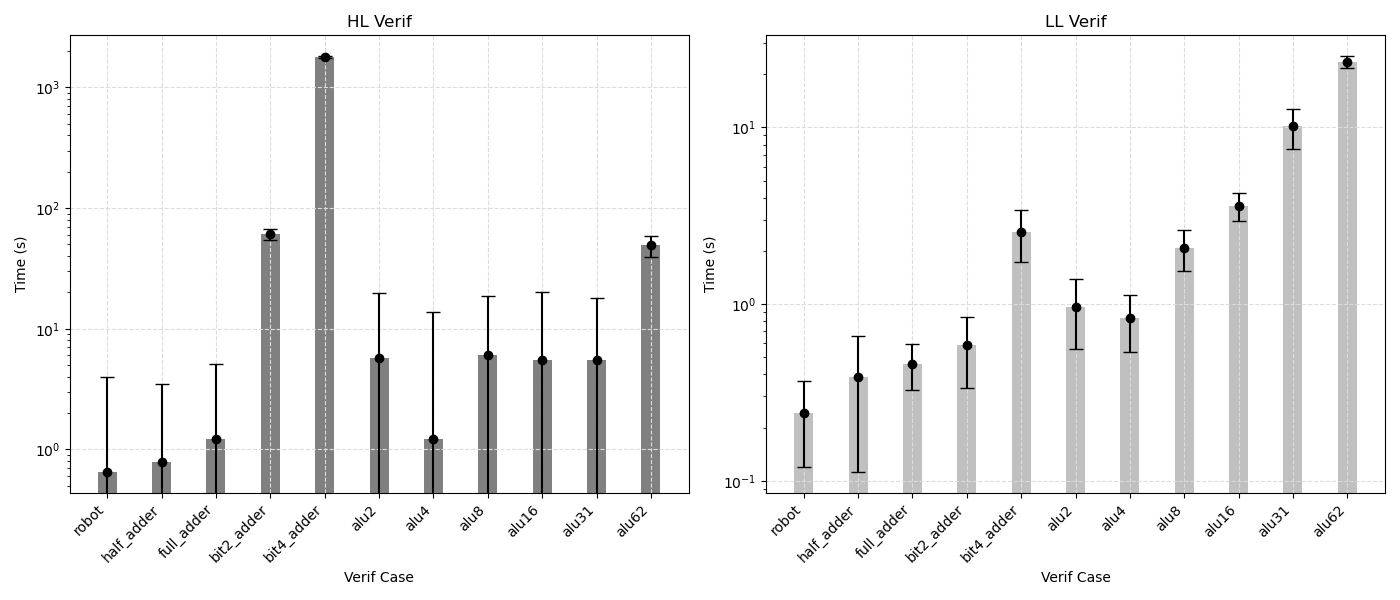 HL Verif
Time (s)
10³
10²
10¹
10⁰
robot
half_adder
full_adder
bit2_adder
bit4_adder
alu2
alu4
alu8
alu16
alu31
alu62
Verif Case
LL Verif
Time (s)
10¹
10⁰
10⁻¹
robot
half_adder
full_adder
bit2_adder
bit4_adder
alu2
alu4
alu8
alu16
alu31
alu62
Verif Case